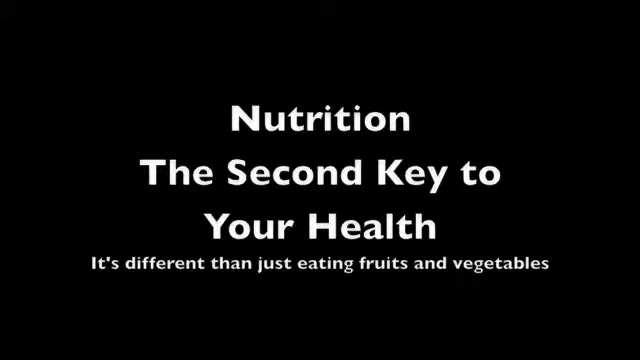 Nutrition
The Second Key to
Your Health
It's different than just eating fruits and vegetables